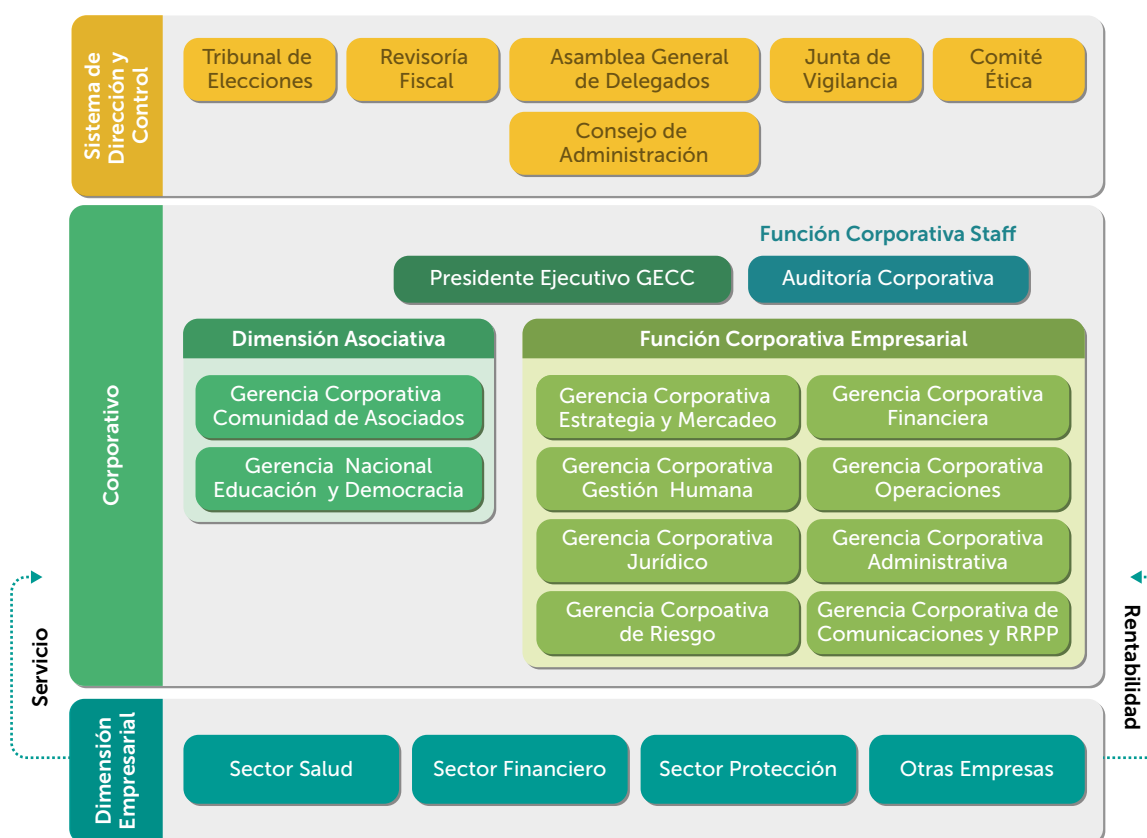 Sistema de
Dirección y
Control
Tribunal de
Elecciones
Revisoría
Fiscal
Asamblea General
de Delegados
Junta de
Vigilancia
Comité
Ética
Consejo de
Administración
Corporativo
Función Corporativa Staff
Presidente Ejecutivo GECC
Auditoría Corporativa
Dimensión Asociativa
Gerencia Corporativa
Comunidad de Asociados
Gerencia Nacional
Educación y Democracia
Función Corporativa Empresarial
Gerencia Corporativa
Estrategia y Mercadeo
Gerencia Corporativa
Financiera
Gerencia Corporativa
Gestión Humana
Gerencia Corporativa
Operaciones
Gerencia Corporativa
Jurídico
Gerencia Corporativa
Administrativa
Gerencia Corpoativa
de Riesgo
Gerencia Corporativa de
Comunicaciones y RRPP
Servicio
Rentabilidad
Dimensión
Empresarial
Sector Salud
Sector Financiero
Sector Protección
Otras Empresas